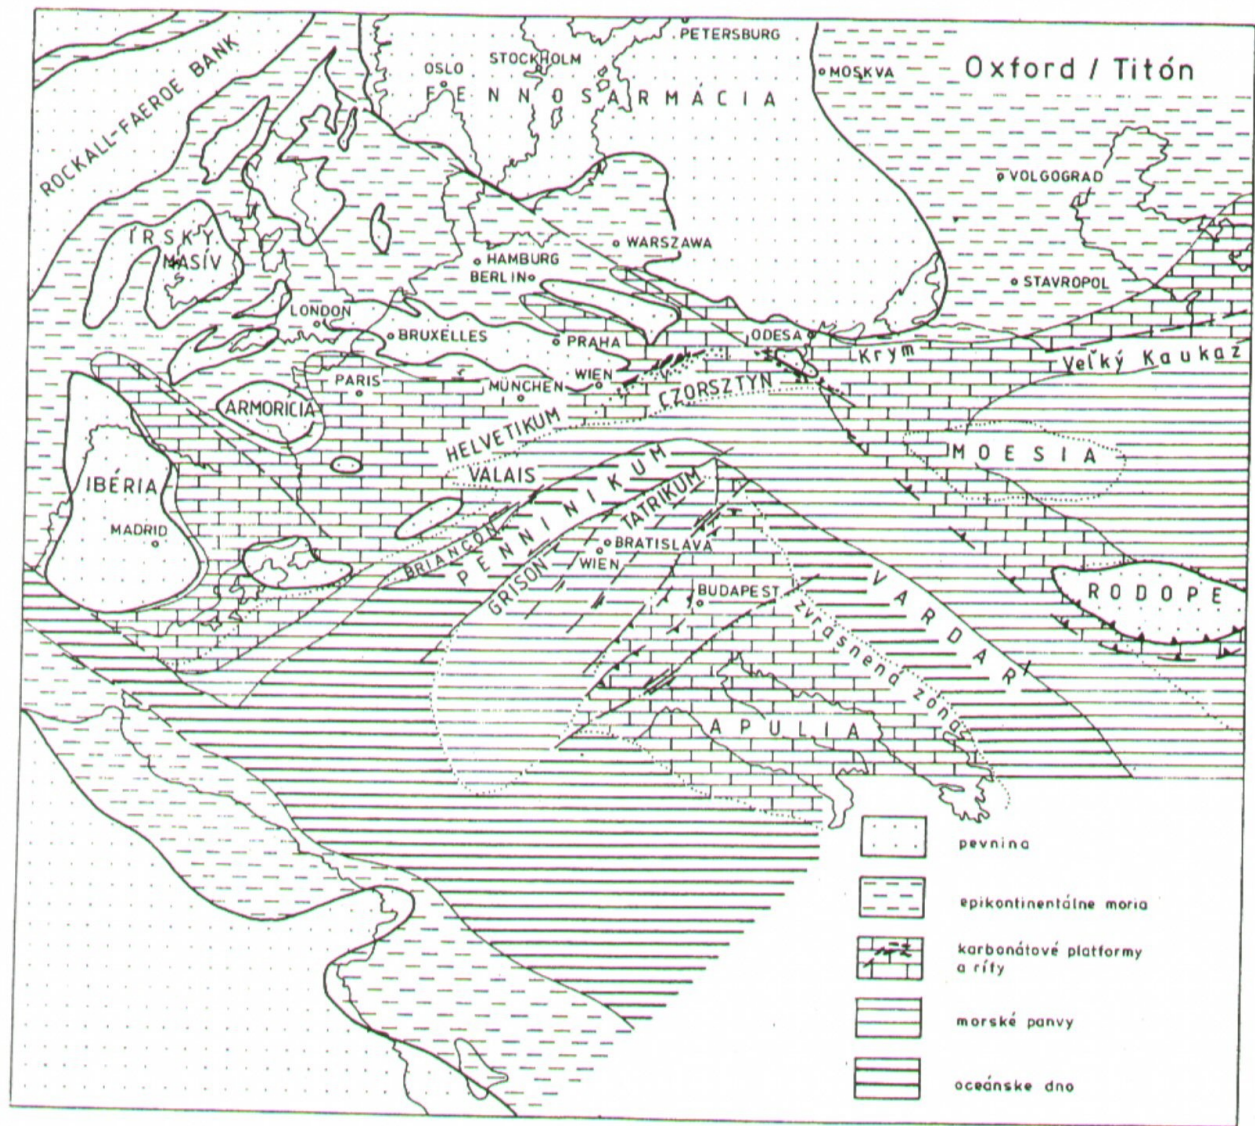 PETERSBURG
Oxford / Titón
STOCKHOLM
OSLO
MOSKVA
FENNOSARMÁCIA
ROCKALL-FAEROE BANK
VOLGOGRAD
ÍRSKY
MASÍV
WARSZAWA
HAMBURG
BERLIN
STAVROPOL
LONDON
BRUXELLES
PRAHA
ODESA
Krym
Veľký Kaukaz
PARIS
MÜNCHEN
WIEN
CZORSZTYN
ARMORICIA
HELVETIKUM
MOESIA
VALAIS
IBÉRIA
PENNINIKUM
TATRIKUM
MADRID
BRIANÇON
GRISON
BRATISLAVA
WIEN
BUDAPEST
VARDAR
RODOPE
zvrásnená zóna
APULIA
pevnina
epikontinentálne moria
karbonátové platformy
a rífy
morské panvy
oceánske dno